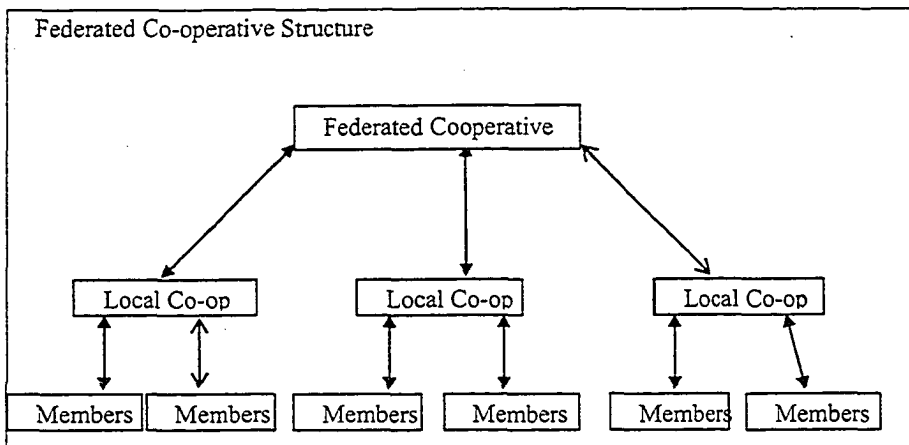 Federated Co-operative Structure
Federated Cooperative
Local Co-op
Local Co-op
Local Co-op
Members
Members
Members
Members
Members
Members